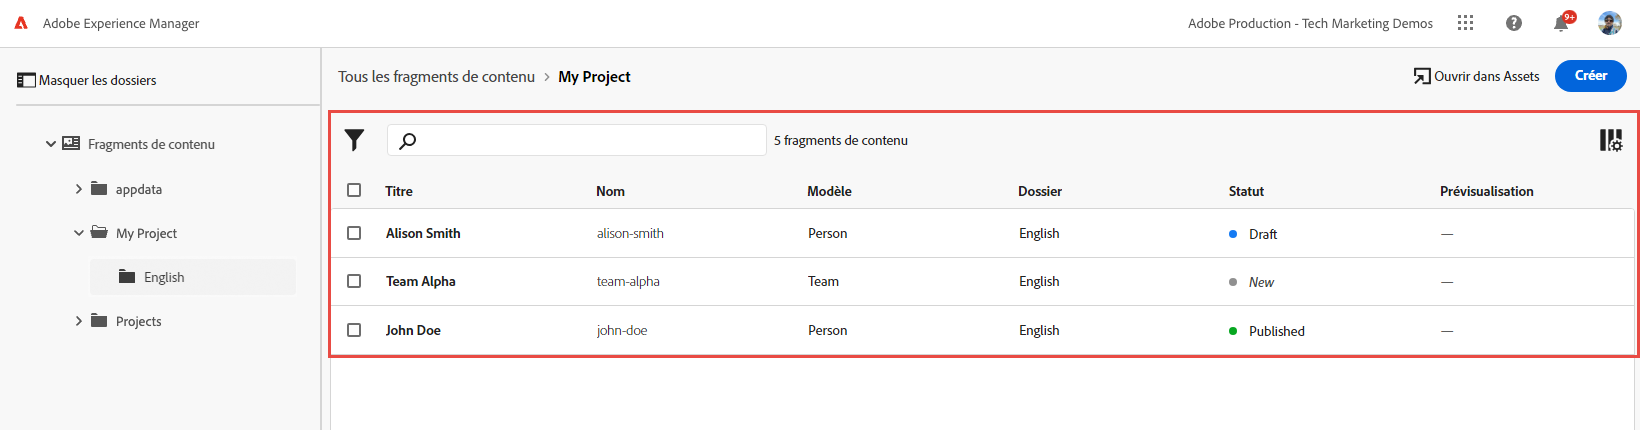 Adobe Experience Manager
Adobe Production - Tech Marketing Demos
9+
Masquer les dossiers
Tous les fragments de contenu › My Project
Ouvrir dans Assets
Créer
Fragments de contenu
appdata
My Project
English
Projects
5 fragments de contenu
Titre Nom Modèle Dossier Statut Prévisualisation
Alison Smith alison-smith Person English Draft —
Team Alpha team-alpha Team English New —
John Doe john-doe Person English Published —